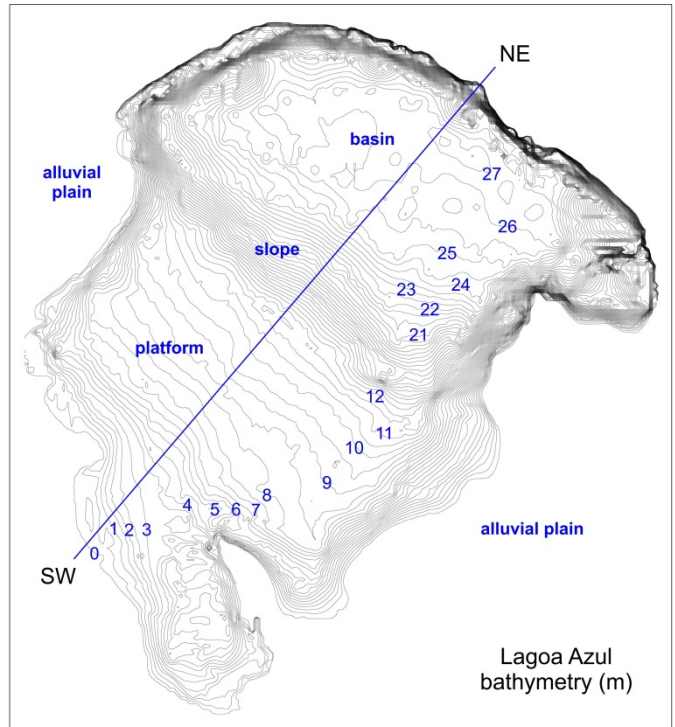 NE
basin
alluvial
plain
27
26
slope
25
23
24
22
21
platform
12
11
10
9
8
4
5
6
7
1
2
3
0
alluvial plain
SW
Lagoa Azul
bathymetry (m)